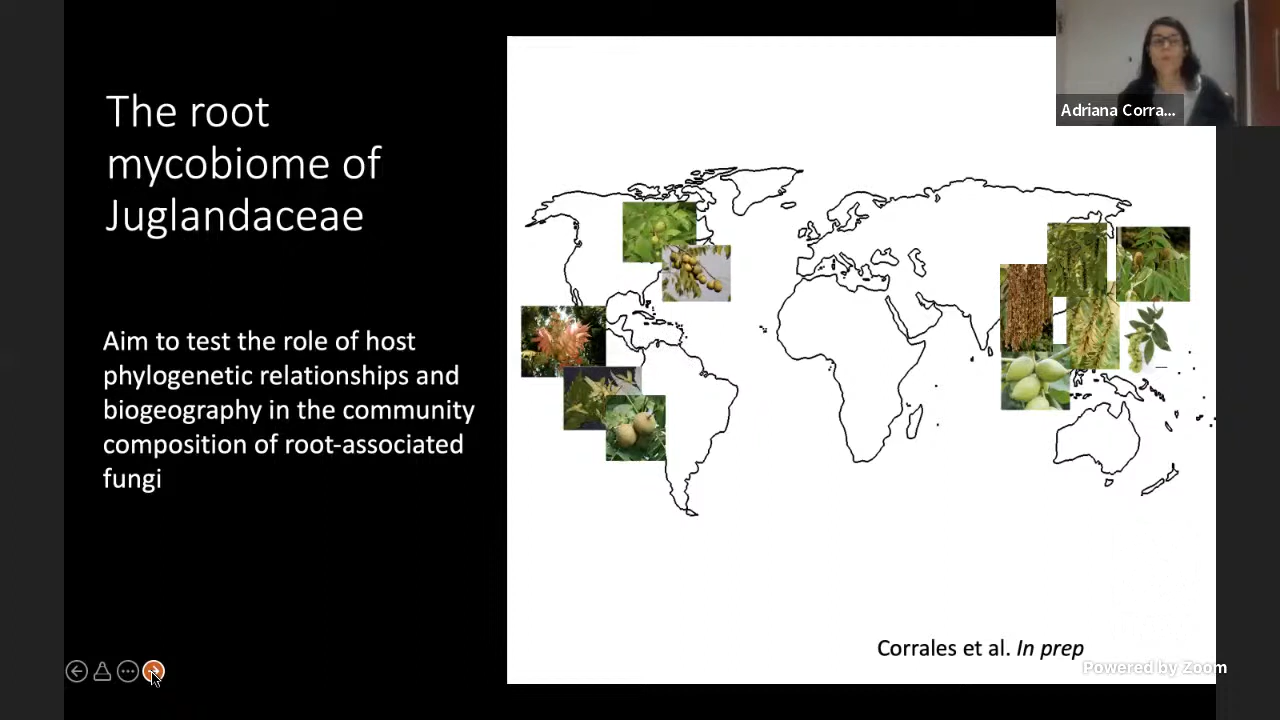 The root
mycobiome of
Juglandaceae
Aim to test the role of host
phylogenetic relationships and
biogeography in the community
composition of root-associated
fungi
Adriana Corra...
Corrales et al. In prep
Powered by Zoom